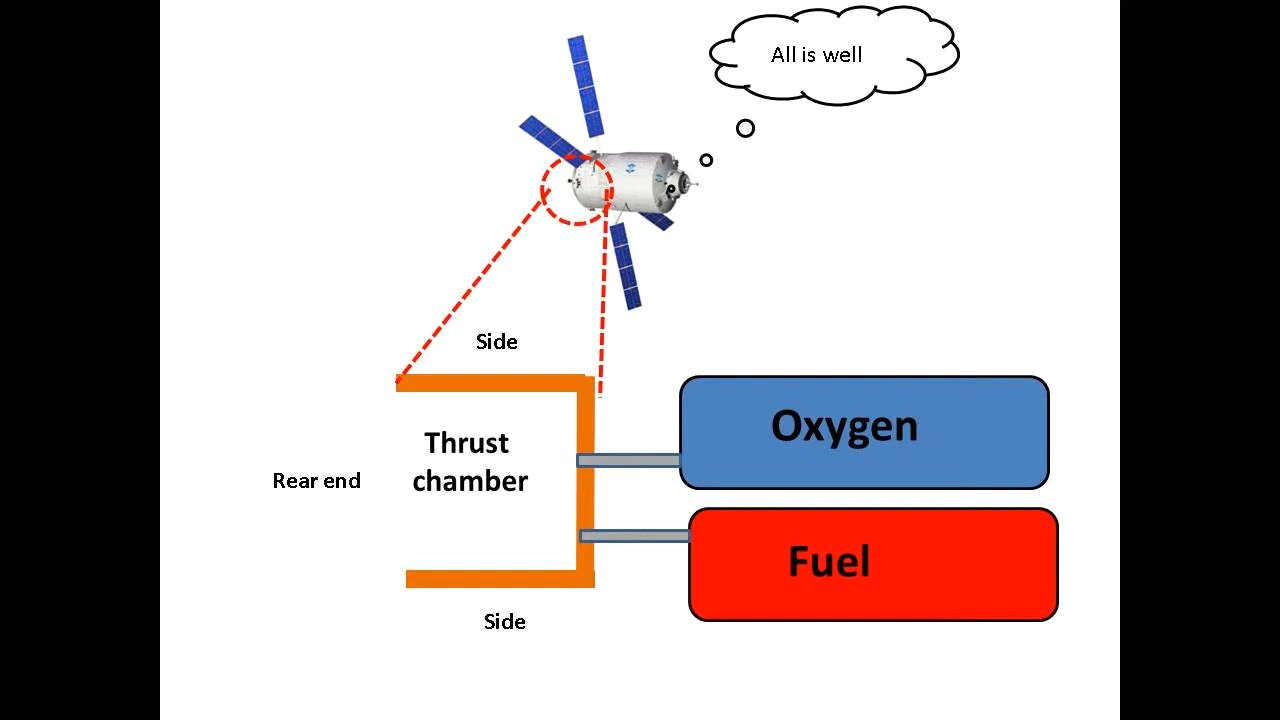 All is well
Side
Thrust
chamber
Rear end
Oxygen
Fuel
Side